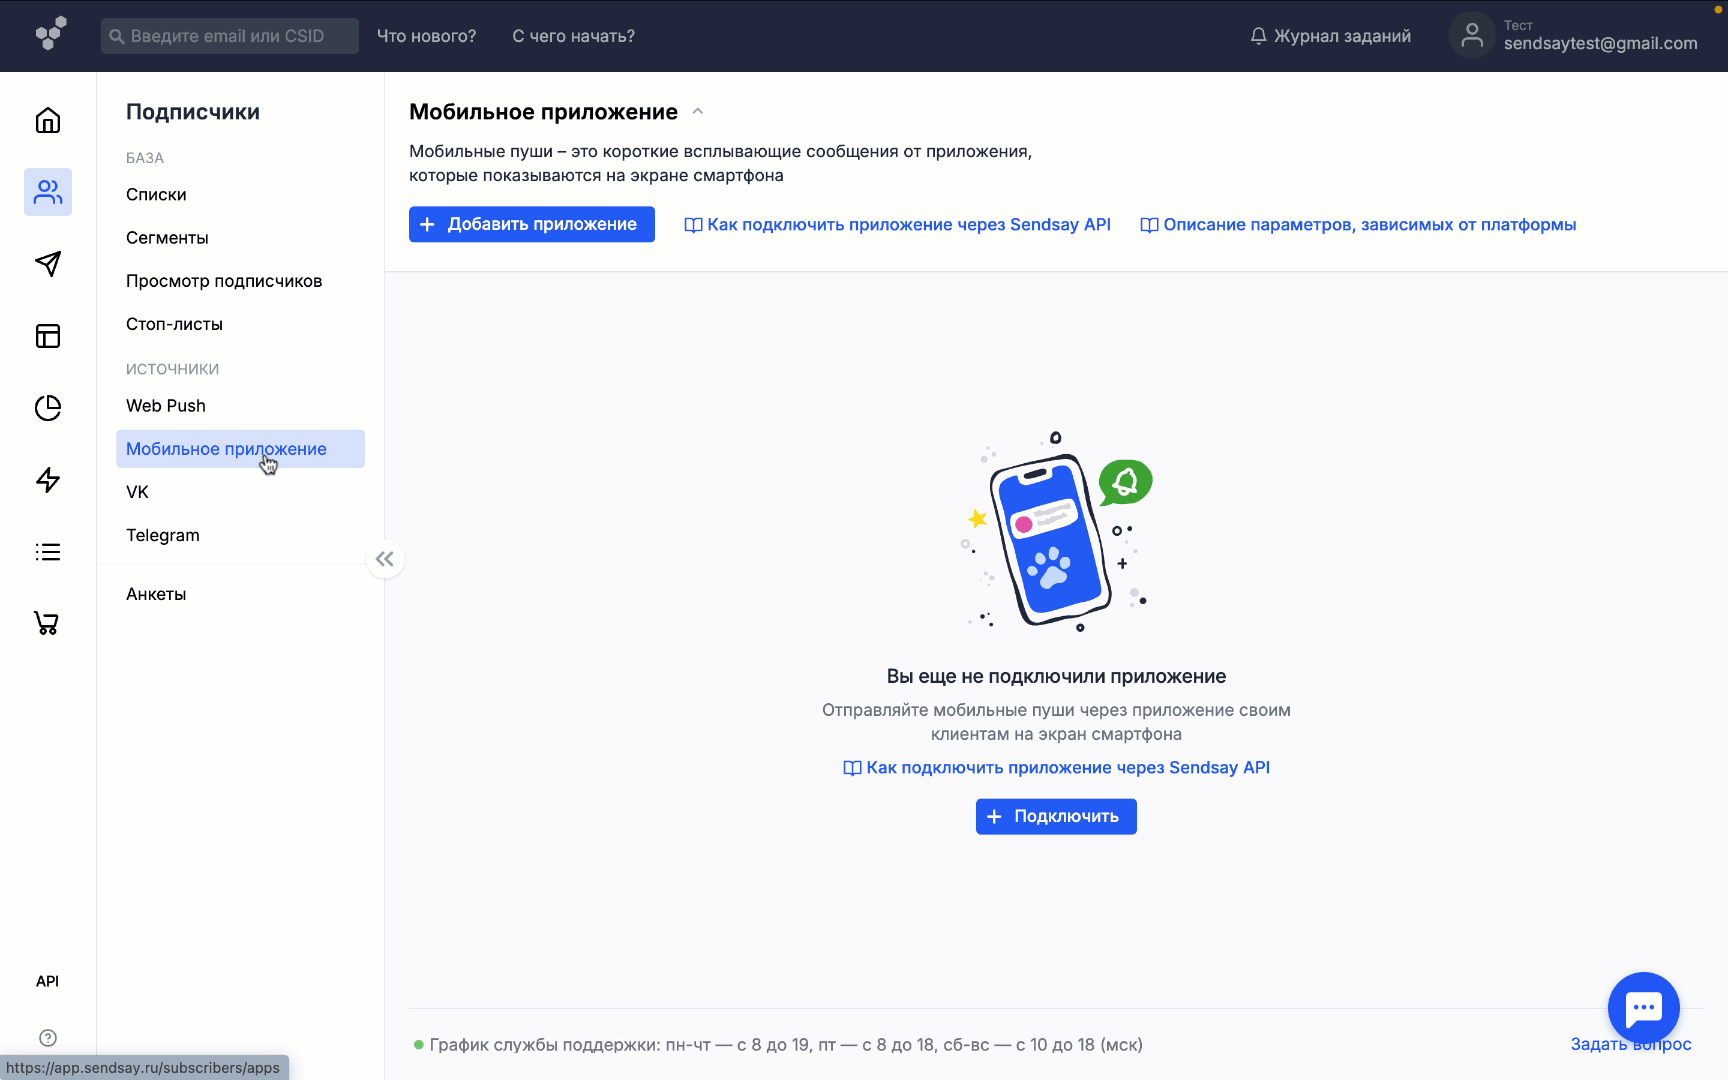 Введите email или CSID
Что нового?
С чего начать?
Журнал заданий
Тест
sendsaytest@gmail.com
Подписчики
БАЗА
Списки
Сегменты
Просмотр подписчиков
Стоп-листы
ИСТОЧНИКИ
Web Push
Мобильное приложение
VK
Telegram
Анкеты
API
Мобильное приложение
Мобильные пуши – это короткие всплывающие сообщения от приложения,
которые показываются на экране смартфона
Добавить приложение
Как подключить приложение через Sendsay API
Описание параметров, зависимых от платформы
Вы еще не подключили приложение
Отправляйте мобильные пуши через приложение своим
клиентам на экран смартфона
Как подключить приложение через Sendsay API
Подключить
График службы поддержки: пн-чт — с 8 до 19, пт — с 8 до 18, сб-вс — с 10 до 18 (мск)
Задать вопрос
https://app.sendsay.ru/subscribers/apps